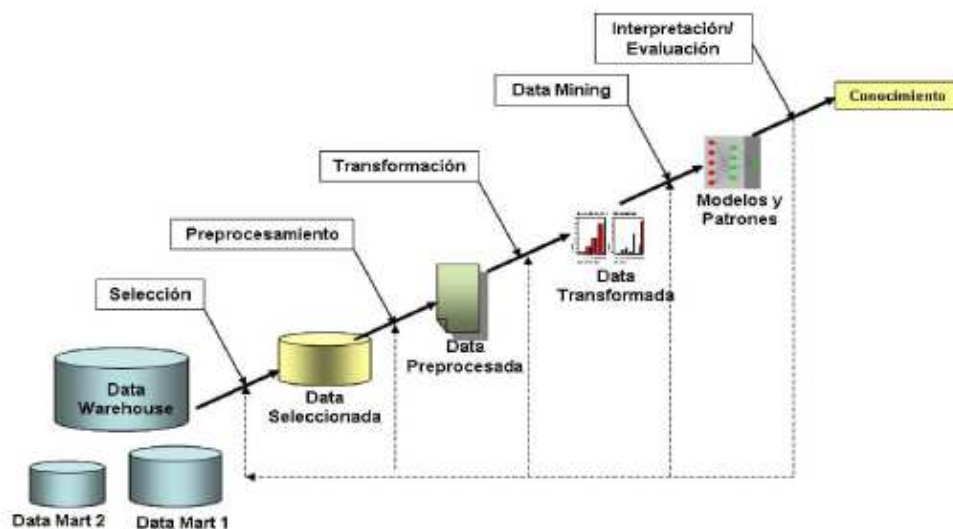 Interpretación/
Evaluación
Conocimiento
Data Mining
Modelos y
Patrones
Transformación
Data
Transformada
Preprocesamiento
Data
Preprocesada
Selección
Data
Seleccionada
Data
Warehouse
Data Mart 2
Data Mart 1